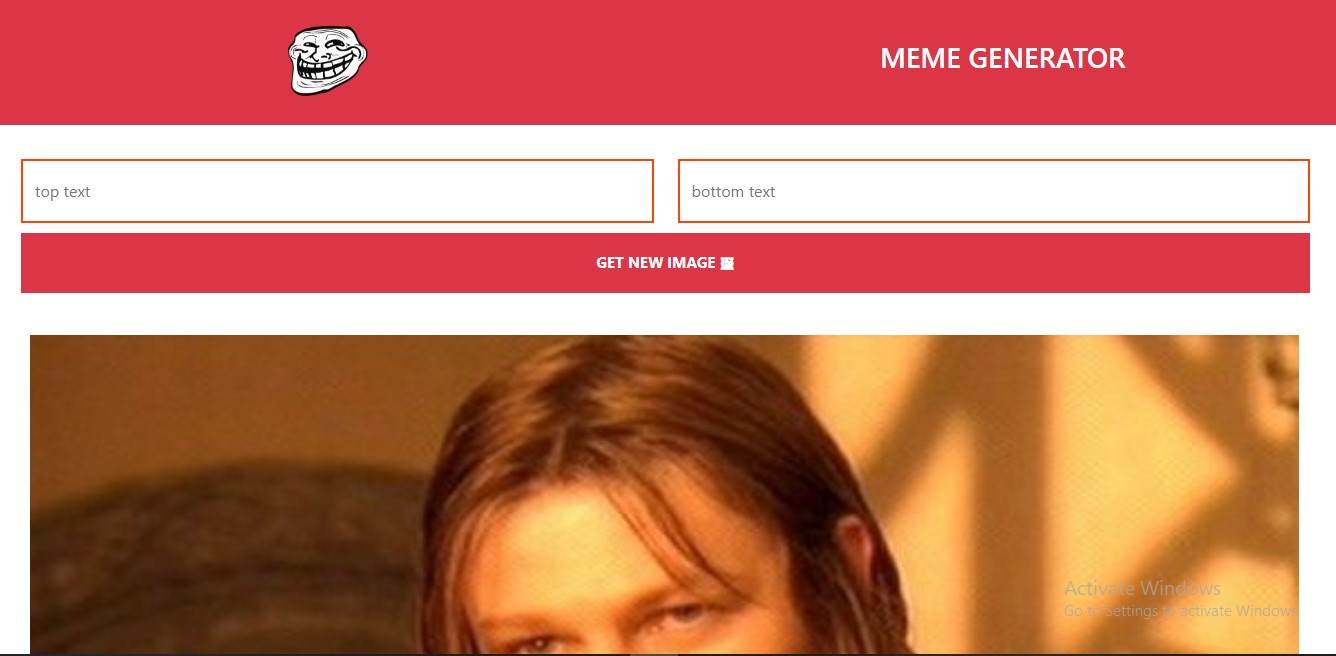 MEME GENERATOR
top text
bottom text
GET NEW IMAGE
Activate Windows
Go to Settings to activate Windows.